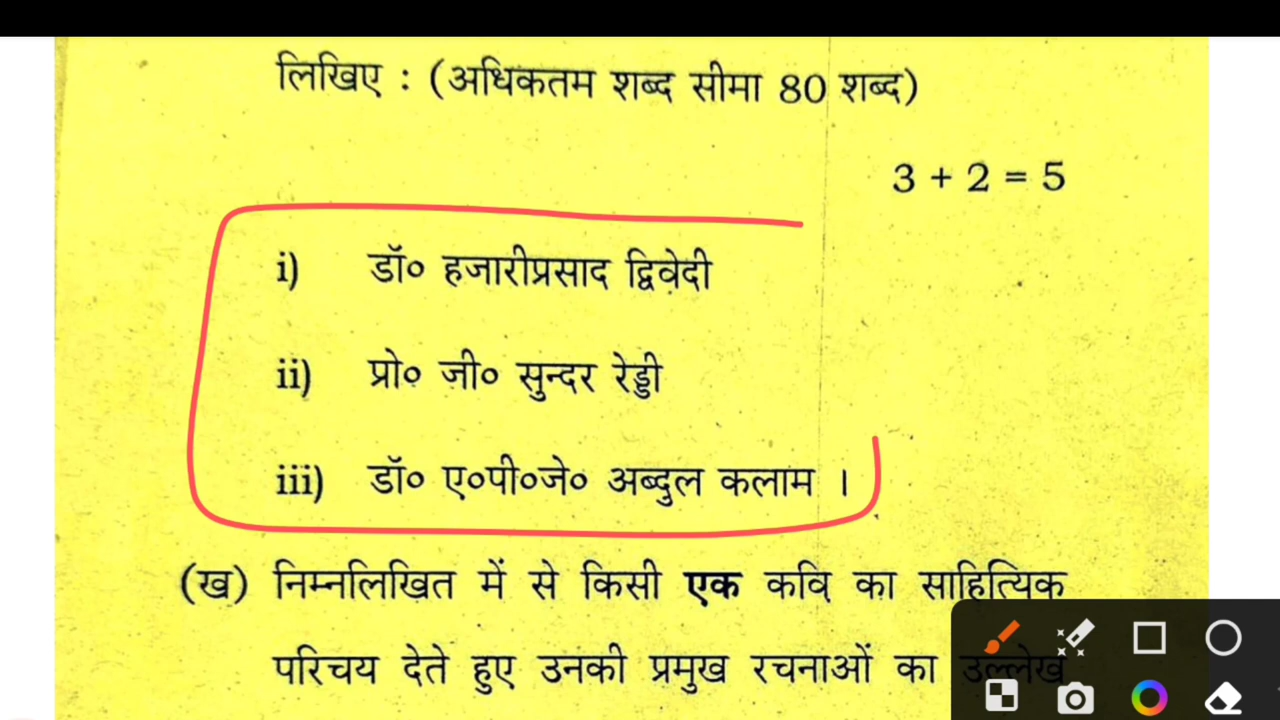 लिखिए : (अधिकतम शब्द सीमा 80 शब्द)
3 + 2 = 5
i) डॉ० हजारीप्रसाद द्विवेदी
ii) प्रो० जी० सुन्दर रेड्डी
iii) डॉ० ए०पी०जे० अब्दुल कलाम ।
(ख) निम्नलिखित में से किसी एक कवि का साहित्यिक
परिचय देते हुए उनकी प्रमुख रचनाओं का उल्लेख